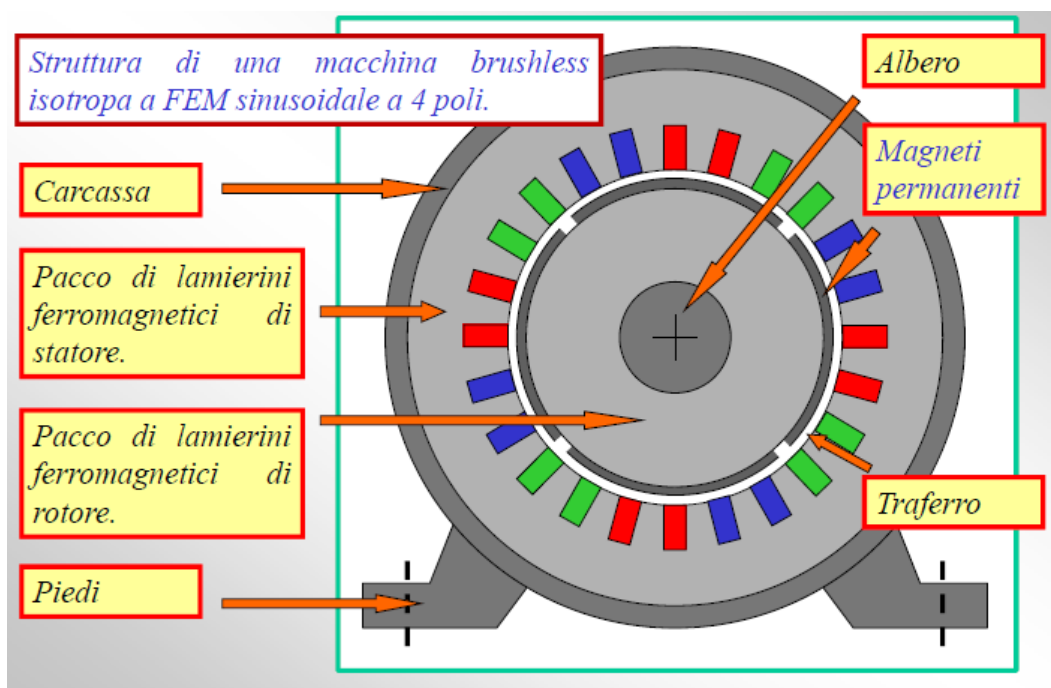 Struttura di una macchina brushless
isotropa a FEM sinusoidale a 4 poli.
Albero
Magneti
permanenti
Carcassa
Pacco di lamierini
ferromagnetici di
statore.
Pacco di lamierini
ferromagnetici di
rotore.
Traferro
Piedi